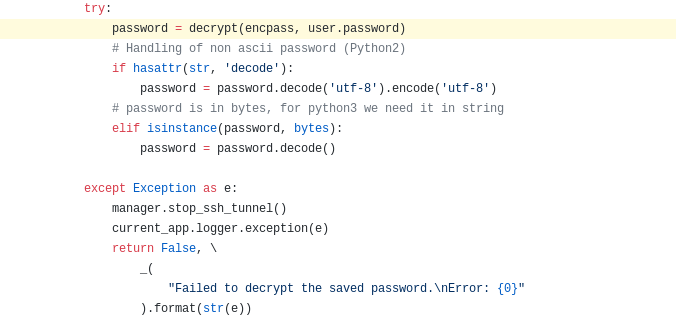 try:
    password = decrypt(encpass, user.password)
    # Handling of non ascii password (Python2)
    if hasattr(str, 'decode'):
        password = password.decode('utf-8').encode('utf-8')
    # password is in bytes, for python3 we need it in string
    elif isinstance(password, bytes):
        password = password.decode()

except Exception as e:
    manager.stop_ssh_tunnel()
    current_app.logger.exception(e)
    return False, \
        _(
            "Failed to decrypt the saved password.\nError: {0}"
        ).format(str(e))